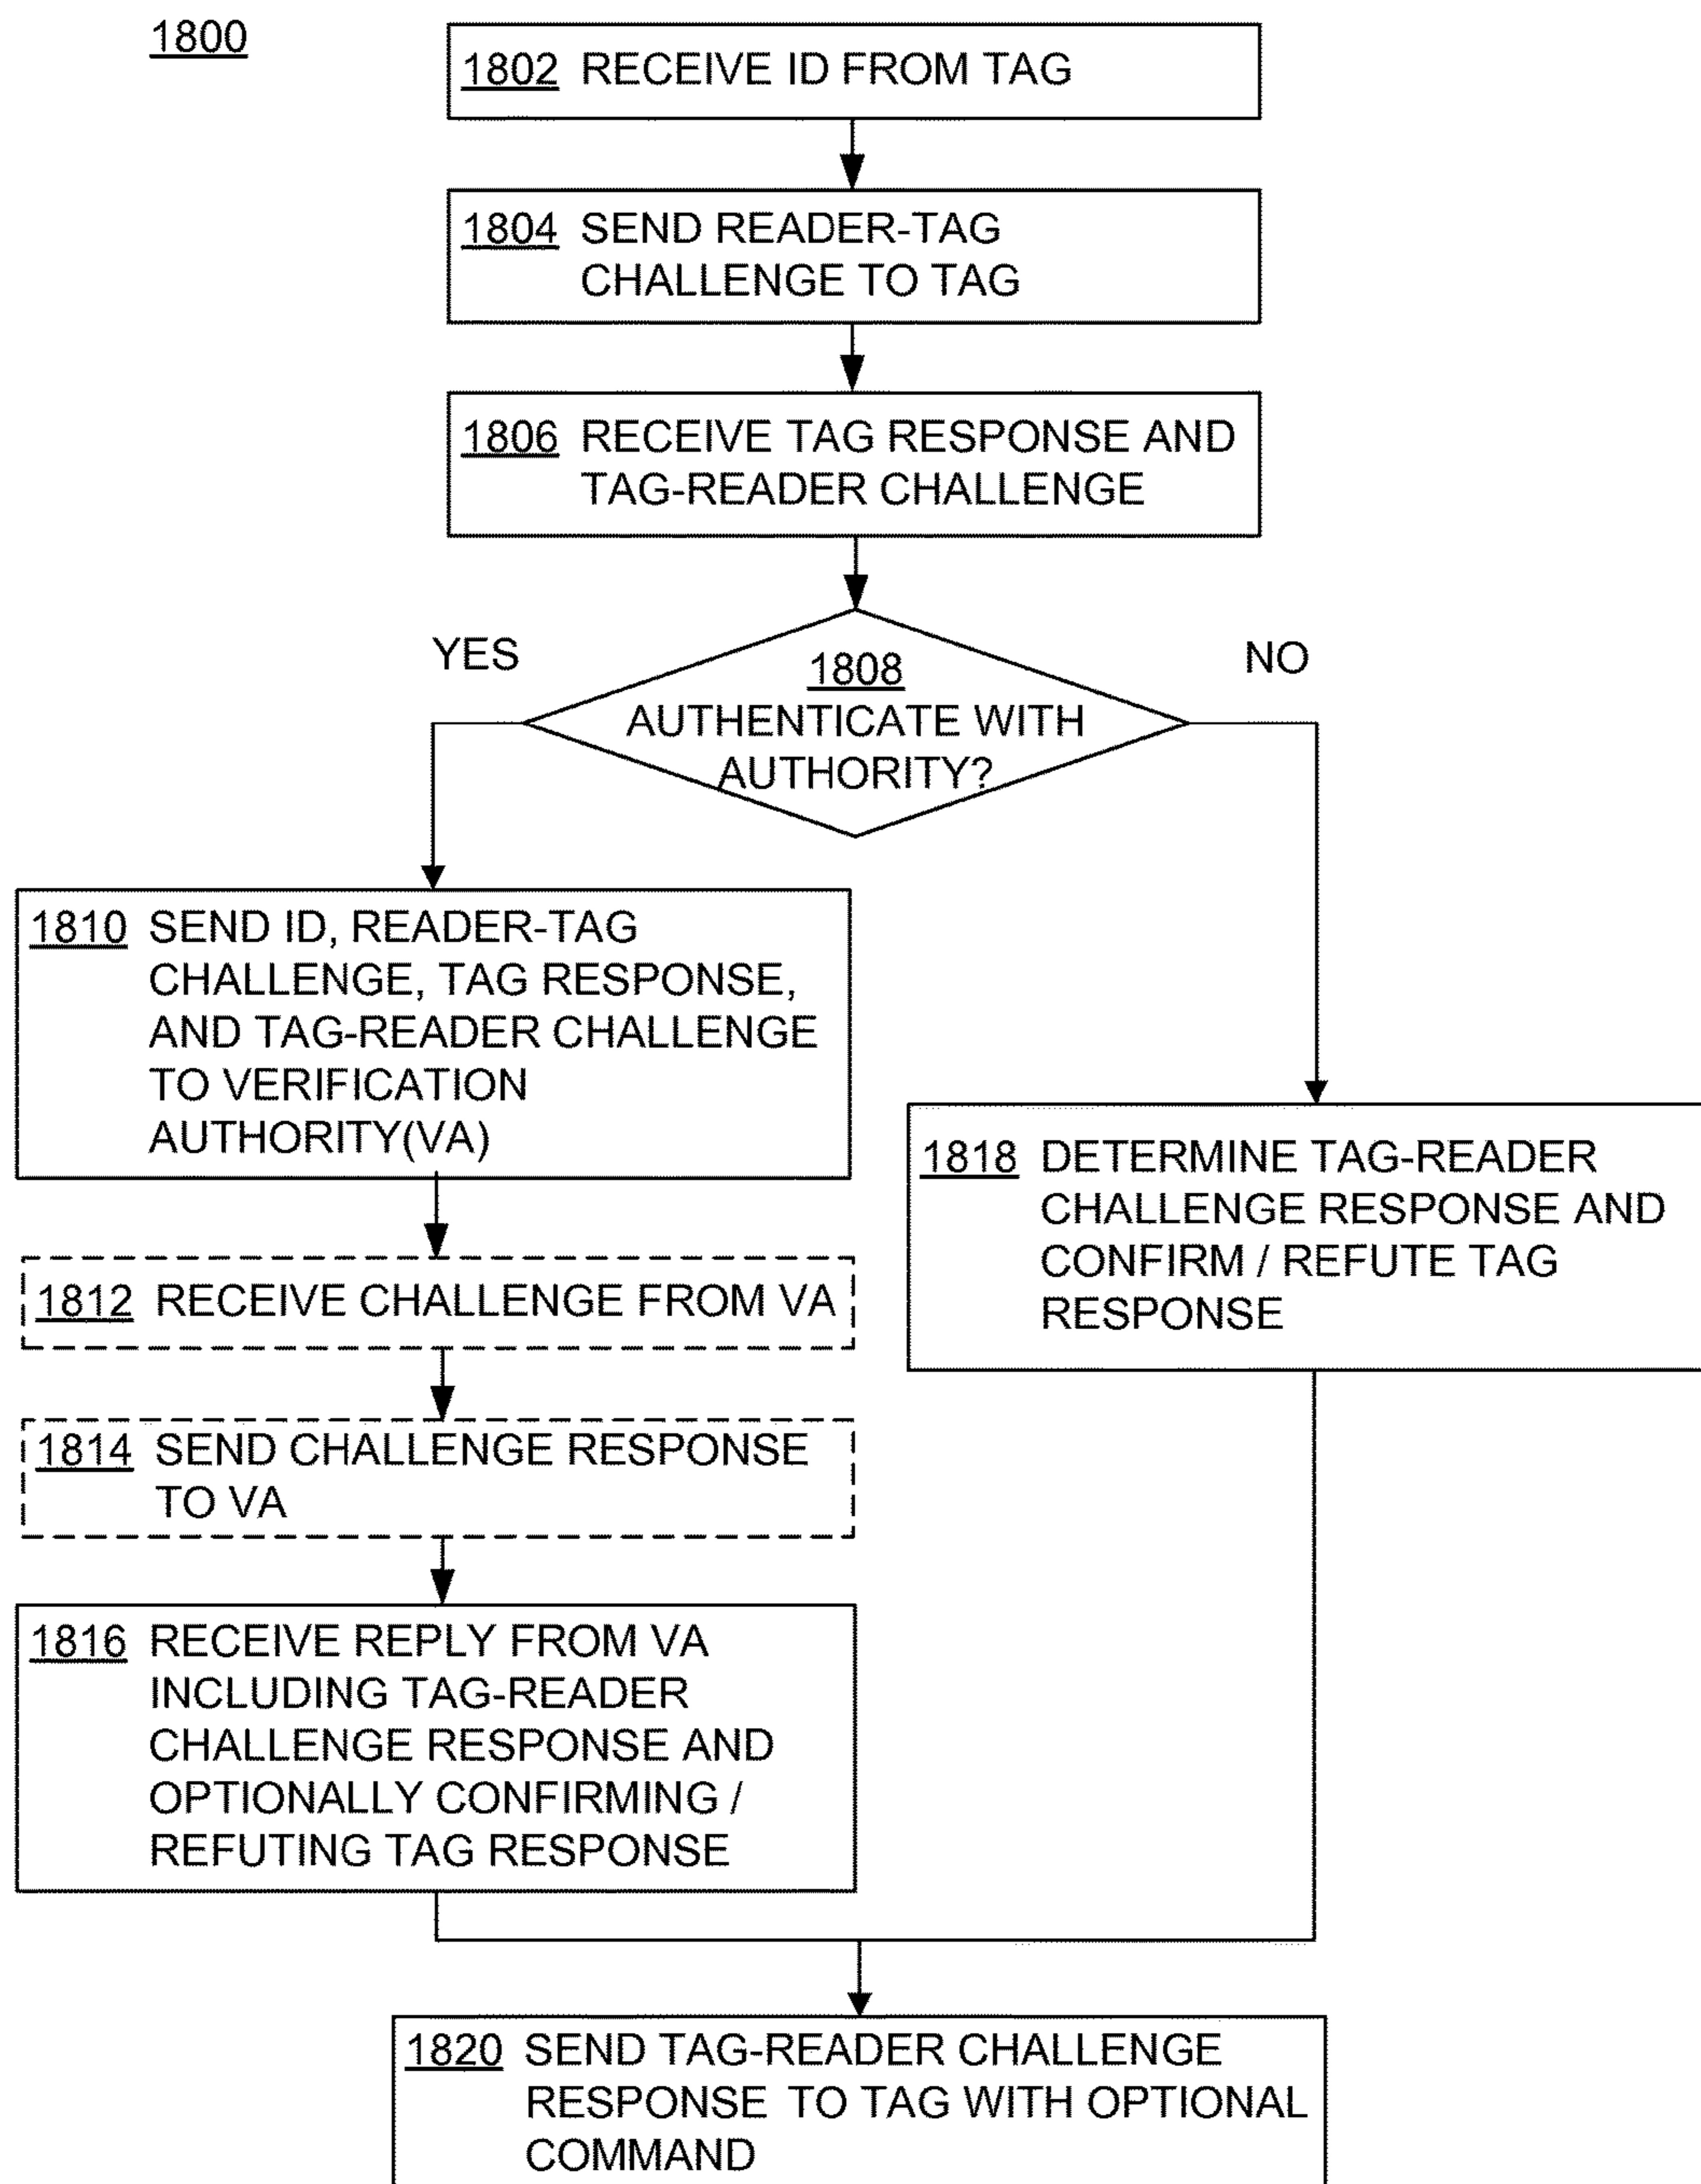 1800
1802 RECEIVE ID FROM TAG
1804 SEND READER-TAG
CHALLENGE TO TAG
1806 RECEIVE TAG RESPONSE AND
TAG-READER CHALLENGE
YES
NO
1808
AUTHENTICATE WITH
AUTHORITY?
1810 SEND ID, READER-TAG
CHALLENGE, TAG RESPONSE,
AND TAG-READER CHALLENGE
TO VERIFICATION
AUTHORITY(VA)
1812 RECEIVE CHALLENGE FROM VA
1814 SEND CHALLENGE RESPONSE
TO VA
1816 RECEIVE REPLY FROM VA
INCLUDING TAG-READER
CHALLENGE RESPONSE AND
OPTIONALLY CONFIRMING /
REFUTING TAG RESPONSE
1818 DETERMINE TAG-READER
CHALLENGE RESPONSE AND
CONFIRM / REFUTE TAG
RESPONSE
1820 SEND TAG-READER CHALLENGE
RESPONSE TO TAG WITH OPTIONAL
COMMAND